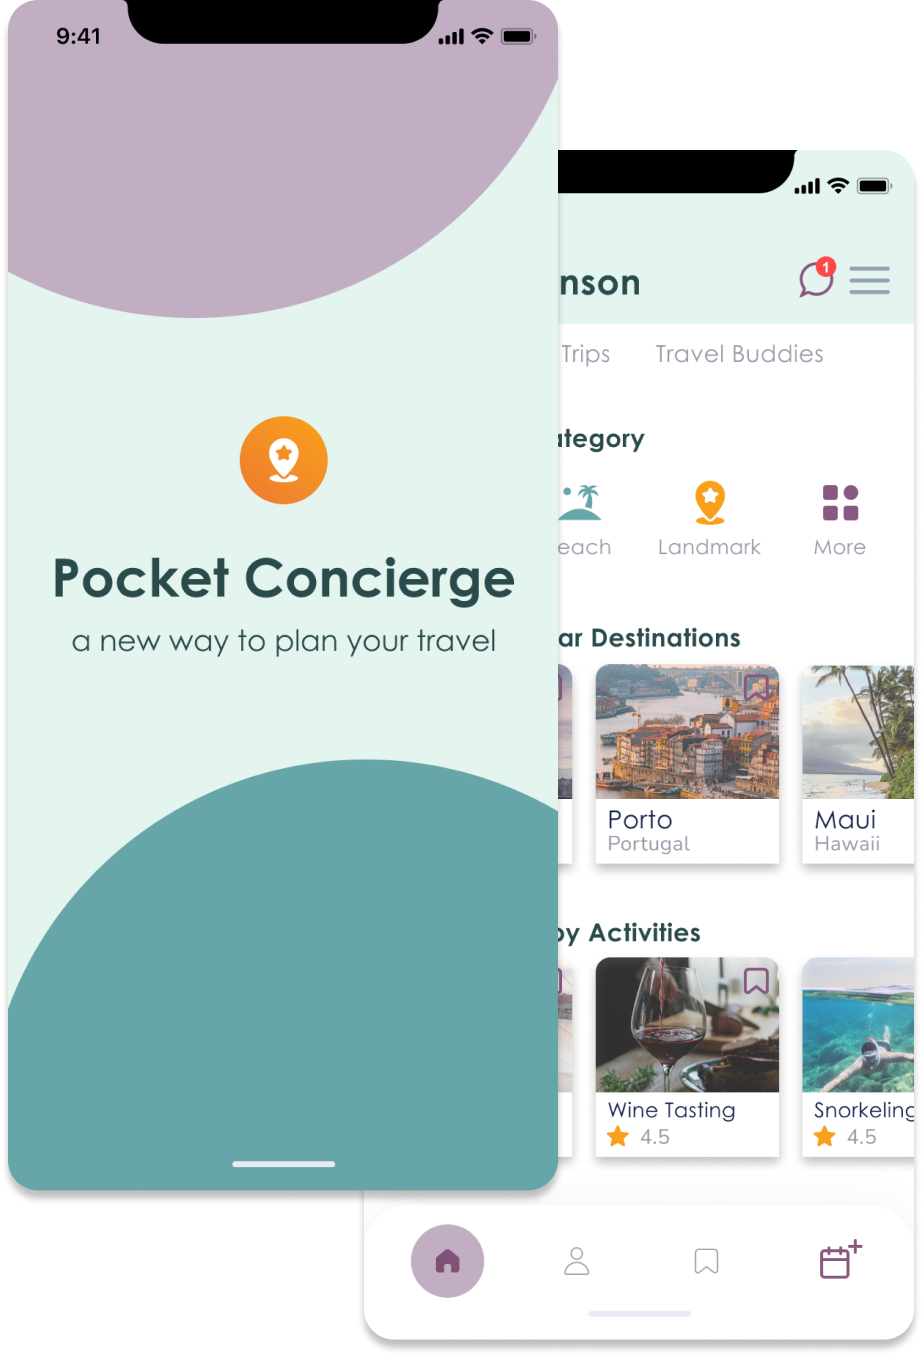 9:41
Pocket Concierge
a new way to plan your travel
nson
1
Trips
Travel Buddies
ategory
each
Landmark
More
ar Destinations
Porto
Portugal
Maui
Hawaii
by Activities
Wine Tasting
4.5
Snorkeling
4.5